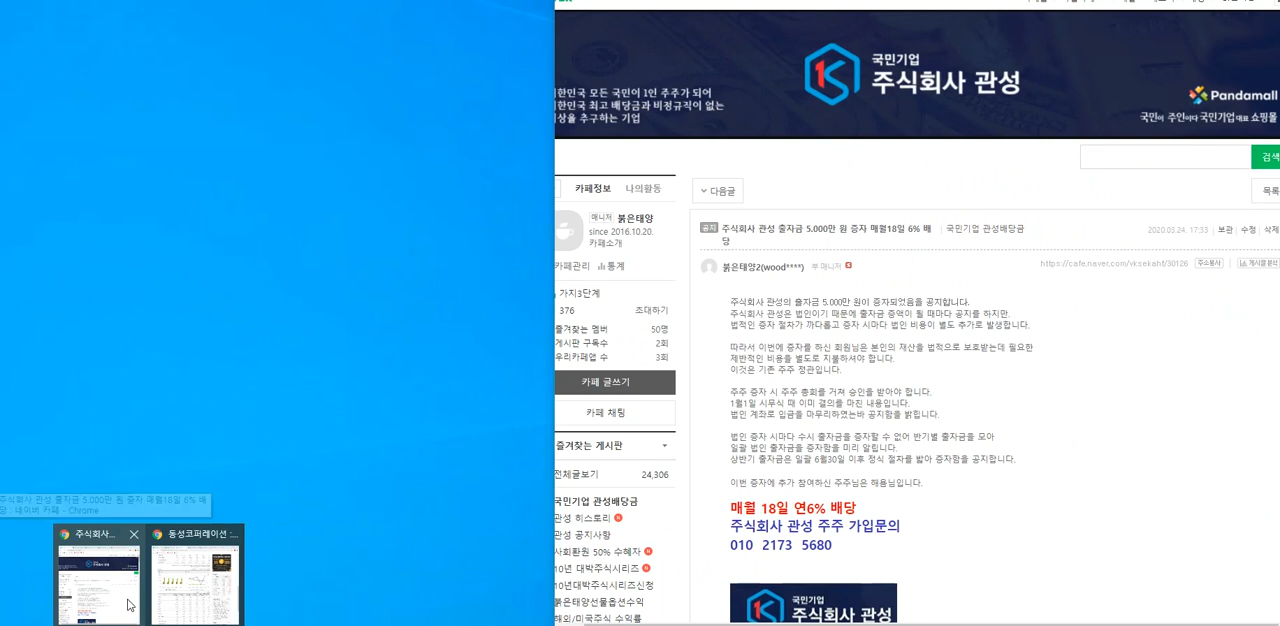 국민기업
주식회사 관성
한민국 모든 국민이 1인 주주가 되어
한민국 최고 배당금과 비정규직이 없는
상을 추구하는 기업
Pandamall
국민이 주인이다 국민기업대표 쇼핑몰
검색
카페정보 나의활동
다음글
목록
매니저 붉은태양
since 2016.10.20.
카페소개
카페관리 통계
가지3단계
376 초대하기
즐겨찾는 멤버 50명
게시판 구독수 2회
우리카페앱 수 3회
카페 글쓰기
카페 채팅
즐겨찾는 게시판
전체글보기 24,306
국민기업 관성배당금
관성 히스토리
관성 공지사항
사회환원 50% 수혜자
10년 대박주식시리즈
10년대박주식시리즈신청
붉은태양선물옵션수익
해외/미국주식 수익률
공지 주식회사 관성 출자금 5.000만 원 증자 매월18일 6% 배
당
국민기업 관성배당금
2020.03.24. 17:33 보관 수정 삭제
붉은태양2(wood****) 부매니저
https://cafe.naver.com/vksekahf/30126 주소복사 게시글 분석
주식회사 관성의 출자금 5.000만 원이 증자되었음을 공지합니다.
주식회사 관성은 법인이기 때문에 출자금 증액이 될 때마다 공지를 하지만,
법적인 증자 절차가 까다롭고 증자 시마다 법인 비용이 별도 추가로 발생합니다.
따라서 이번에 증자를 하신 회원님은 본인의 재산을 법적으로 보호받는데 필요한
제반적인 비용을 별도로 지불하셔야 합니다.
이것은 기존 주주 정관입니다.
주주 증자 시 주주 총회를 거쳐 승인을 받아야 합니다.
1월1일 시무식 때 이미 결의를 마진 내용입니다.
법인 계좌로 입금을 마무리하였는바 공지함을 밝힙니다.
법인 증자 시마다 수시 출자금을 증자할 수 없어 반기별 출자금을 모아
일괄 법인 출자금을 증자함을 미리 알립니다.
상반기 출자금은 일괄 6월30일 이후 정식 절차를 밟아 증자함을 공지합니다.
이번 증자에 추가 참여하신 주주님은 해음님입니다.
매월 18일 연6% 배당
주식회사 관성 주주 가입문의
010 2173 5680
국민기업
주식회사 관성
주식회사 관성 출자금 5.000만 원 증자 매월18일 6% 배
당 : 네이버 카페 - Chrome
주식회사... 동성코퍼레이션 :...